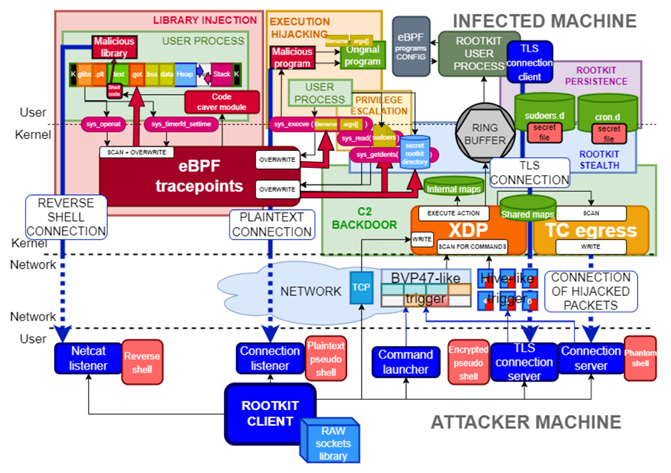 LIBRARY INJECTION
EXECUTION
HIJACKING
INFECTED MACHINE
Malicious
library
USER PROCESS
K
.glibc
.plt
.text
.got
.bss
data
Heap
Stack
K
Shell
code
Code
caver module
sys_openat
sys_timerfd_settime
User
Kernel
SCAN + OVERWRITE
eBPF
tracepoints
OVERWRITE
OVERWRITE
Malicious
program
filename
argv[]
Original
program
USER
PROCESS
PRIVILEGE
ESCALATION
sys_execve (
filename
argv[]
)
sys_read(
sudoers
)
sys_getdents(
)
secret
rootkit
directory
eBPF
programs
CONFIG
ROOTKIT
USER
PROCESS
TLS
connection
client
ROOTKIT
PERSISTENCE
sudoers.d
secret
file
cron.d
secret
file
ROOTKIT
STEALTH
RING
BUFFER
TLS
CONNECTION
REVERSE
SHELL
CONNECTION
PLAINTEXT
CONNECTION
C2
BACKDOOR
Internal maps
EXECUTE ACTION
WRITE
XDP
SCAN FOR COMMANDS
Shared maps
SCAN
TC egress
WRITE
Kernel
Network
NETWORK
TCP
BVP47-like
trigger
Hive-like
trigger
CONNECTION
OF HIJACKED
PACKETS
Network
User
Netcat
listener
Reverse
shell
Connection
listener
Plaintext
pseudo
shell
Command
launcher
Encrypted
pseudo
shell
TLS
connection
server
Connection
server
Phantom
shell
ROOTKIT
CLIENT
RAW
sockets
library
ATTACKER MACHINE